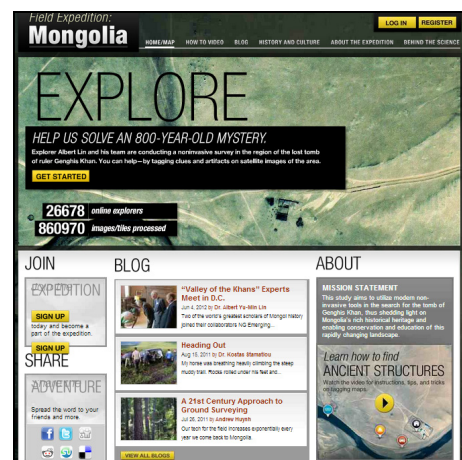 Field Expedition:
Mongolia
LOG IN
REGISTER
HOME/MAP
HOW TO VIDEO
BLOG
HISTORY AND CULTURE
ABOUT THE EXPEDITION
BEHIND THE SCIENCE
EXPLORE
HELP US SOLVE AN 800-YEAR-OLD MYSTERY.
Explorer Albert Lin and his team are conducting a noninvasive survey in the region of the lost tomb
of ruler Genghis Khan. You can help—by tagging clues and artifacts on satellite images of the area.
GET STARTED
26678 online explorers
860970 images/tiles processed
JOIN
EXPEDITION
SIGN UP
today and become a
part of the expedition.
SIGN UP
SHARE
ADVENTURE
Spread the word to your
friends and more.
BLOG
"Valley of the Khans" Experts
Meet in D.C.
Jun 4, 2012 by Dr. Albert Yu-Min Lin
Two of the world's greatest scholars of Mongol history
joined their collaborators NG Emerging...
Heading Out
Aug 15, 2011 by Dr. Kostas Stamatiou
My horse was breathing heavily climbing the steep
muddy trail. Rocks rolled under his feet and...
A 21st Century Approach to
Ground Surveying
Jul 26, 2011 by Andrew Huynh
Our tech for the field increases exponentially every
year we come back to Mongolia.
VIEW ALL BLOGS
ABOUT
MISSION STATEMENT
This study aims to utilize modern non-
invasive tools in the search for the tomb of
Genghis Khan, thus shedding light on
Mongolia's rich historical heritage and
enabling conservation and education of this
rapidly changing landscape.
Learn how to find
ANCIENT STRUCTURES
Watch the video for instructions, tips, and tricks
on tagging maps.